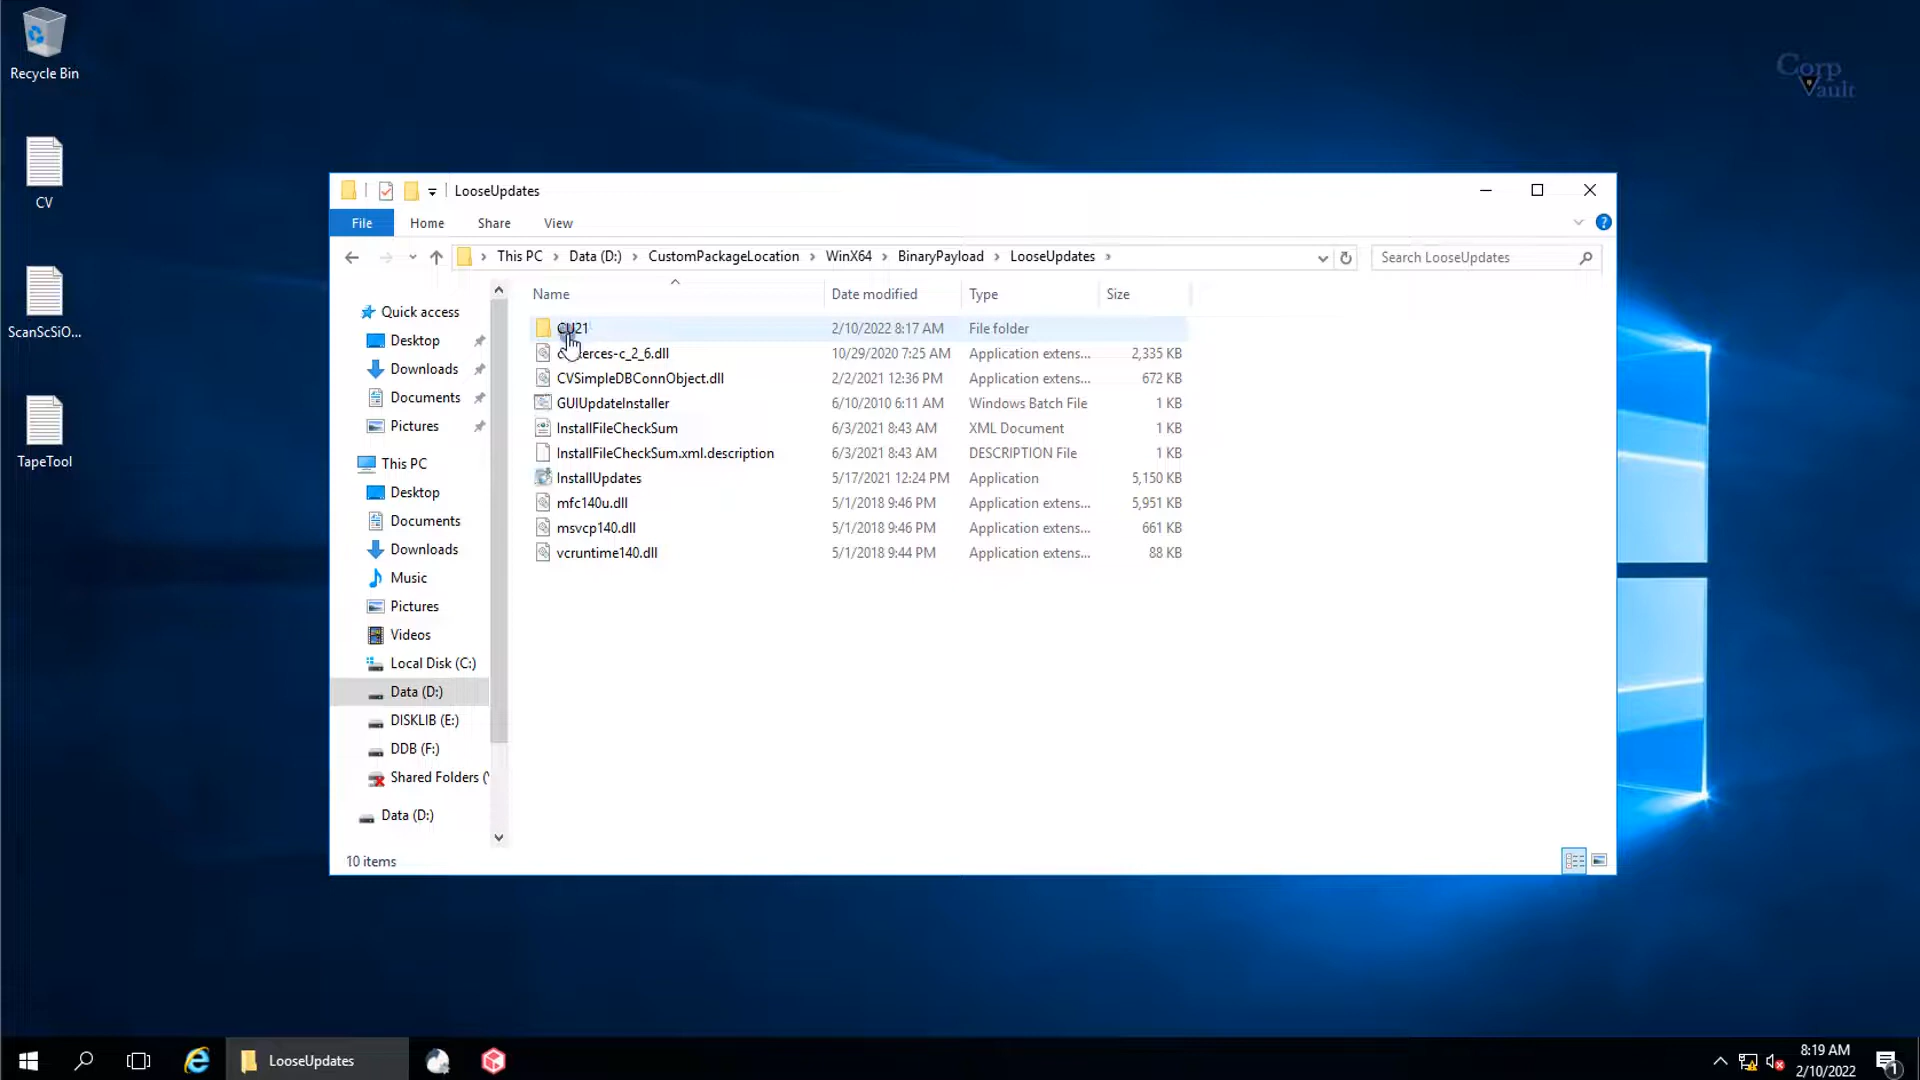 Recycle Bin
CV
ScanScSiO...
TapeTool
Corp
Vault
LooseUpdates
File Home Share View
This PC Data (D:) CustomPackageLocation WinX64 BinaryPayload LooseUpdates
Search LooseUpdates
Name Date modified Type Size
CU21 2/10/2022 8:17 AM File folder
erces-c_2_6.dll 10/29/2020 7:25 AM Application extens... 2,335 KB
CVSimpleDBConnObject.dll 2/2/2021 12:36 PM Application extens... 672 KB
GUIUpdateInstaller 6/10/2010 6:11 AM Windows Batch File 1 KB
InstallFileCheckSum 6/3/2021 8:43 AM XML Document 1 KB
InstallFileCheckSum.xml.description 6/3/2021 8:43 AM DESCRIPTION File 1 KB
InstallUpdates 5/17/2021 12:24 PM Application 5,150 KB
mfc140u.dll 5/1/2018 9:46 PM Application extens... 5,951 KB
msvcp140.dll 5/1/2018 9:46 PM Application extens... 661 KB
vcruntime140.dll 5/1/2018 9:44 PM Application extens... 88 KB
Quick access
Desktop
Downloads
Documents
Pictures
This PC
Desktop
Documents
Downloads
Music
Pictures
Videos
Local Disk (C:)
Data (D:)
DISKLIB (E:)
DDB (F:)
Shared Folders (
Data (D:)
10 items
LooseUpdates
8:19 AM
2/10/2022
1